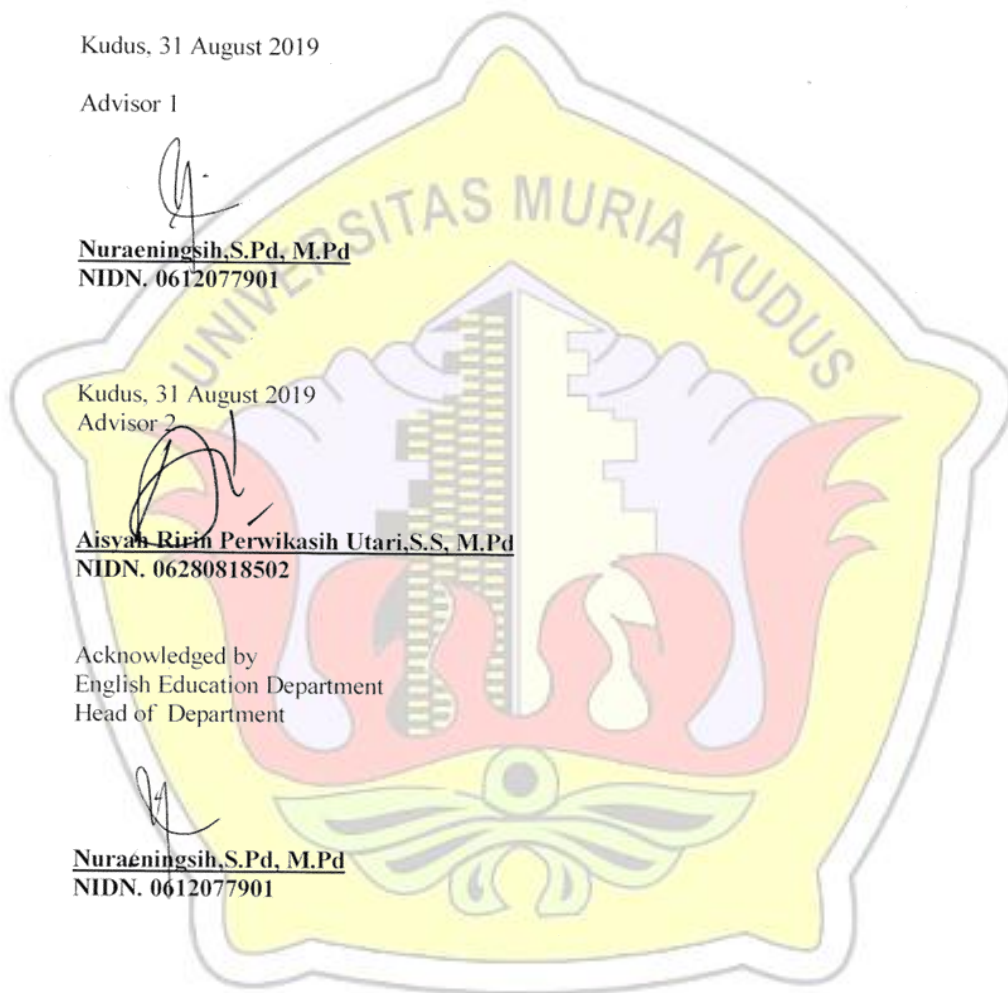 Kudus, 31 August 2019
Advisor 1
UNIVERSITAS MURIA KUDUS
Nuraeningsih,S.Pd, M.Pd
NIDN. 0612077901
Kudus, 31 August 2019
Advisor 2
Aisyah Ririn Perwikasih Utari,S.S, M.Pd
NIDN. 06280818502
Acknowledged by
English Education Department
Head of Department
Nuraeningsih,S.Pd, M.Pd
NIDN. 0612077901